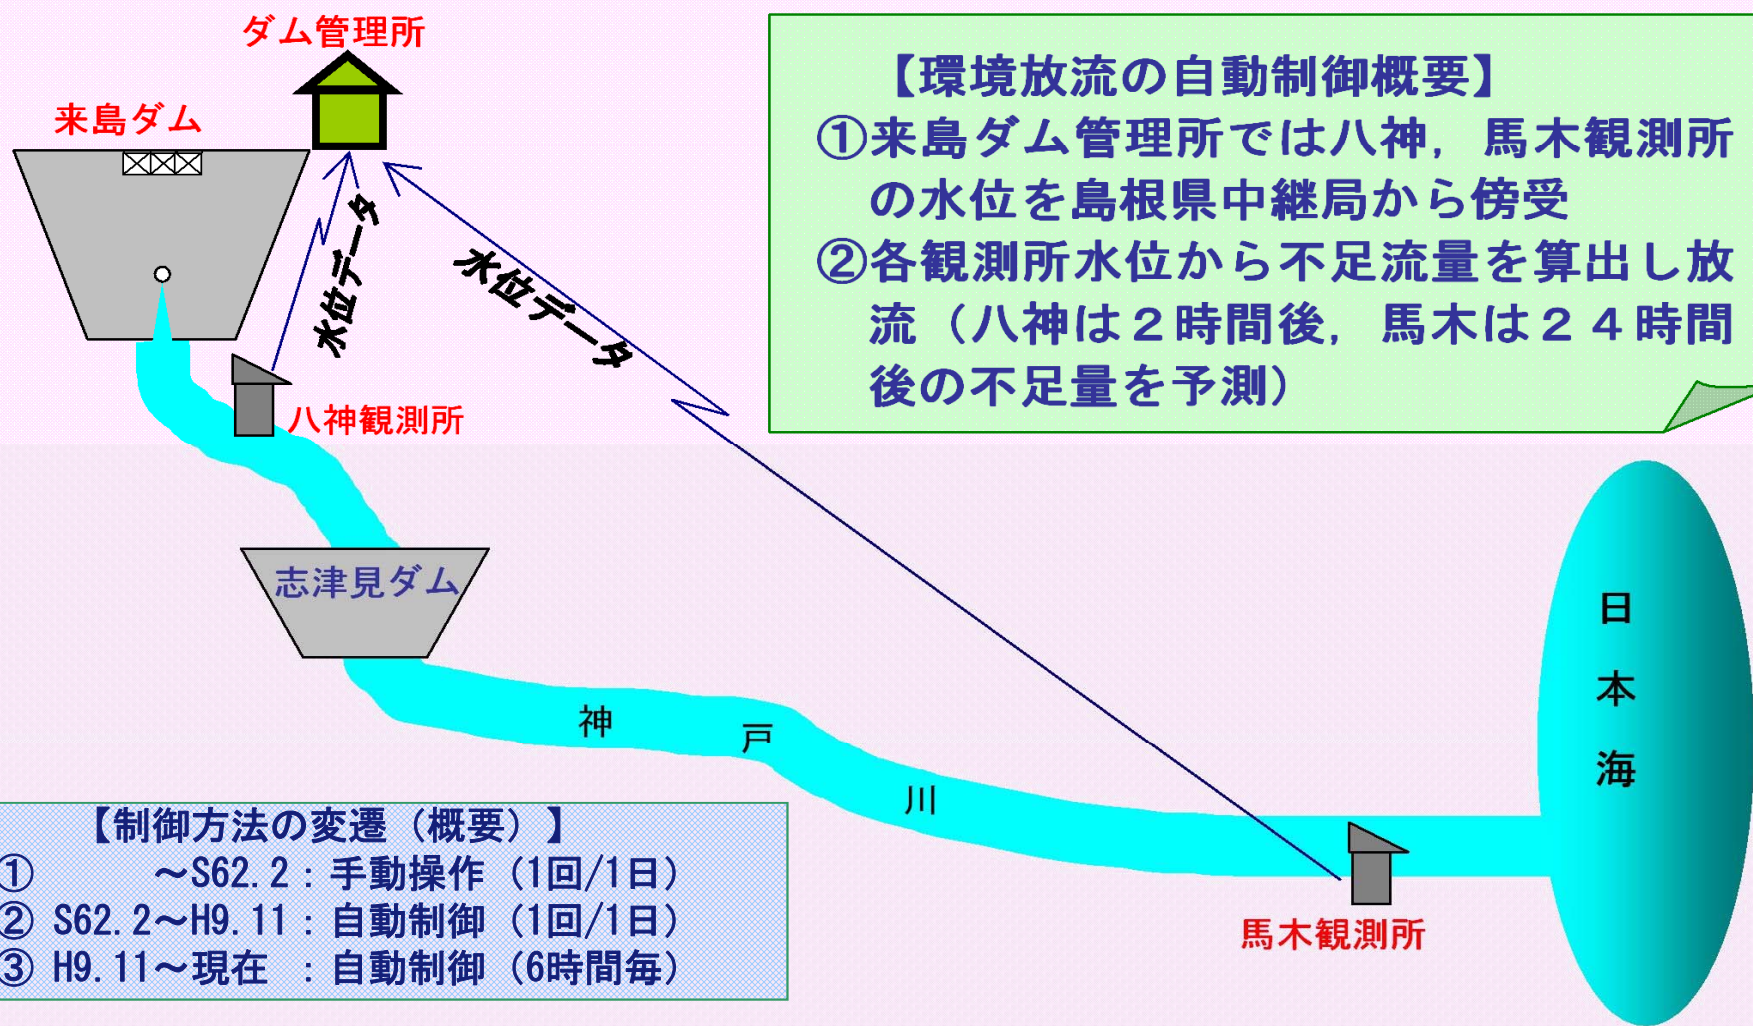 ダム管理所
来島ダム
【環境放流の自動制御概要】
①来島ダム管理所では八神，馬木観測所
の水位を島根県中継局から傍受
②各観測所水位から不足流量を算出し放
流（八神は２時間後，馬木は２４時間
後の不足量を予測）
水位データ
水位データ
八神観測所
志津見ダム
日本海
神戸川
馬木観測所
【制御方法の変遷（概要）】
① ～S62.2：手動操作（1回/1日）
② S62.2～H9.11：自動制御（1回/1日）
③ H9.11～現在 ：自動制御（6時間毎）